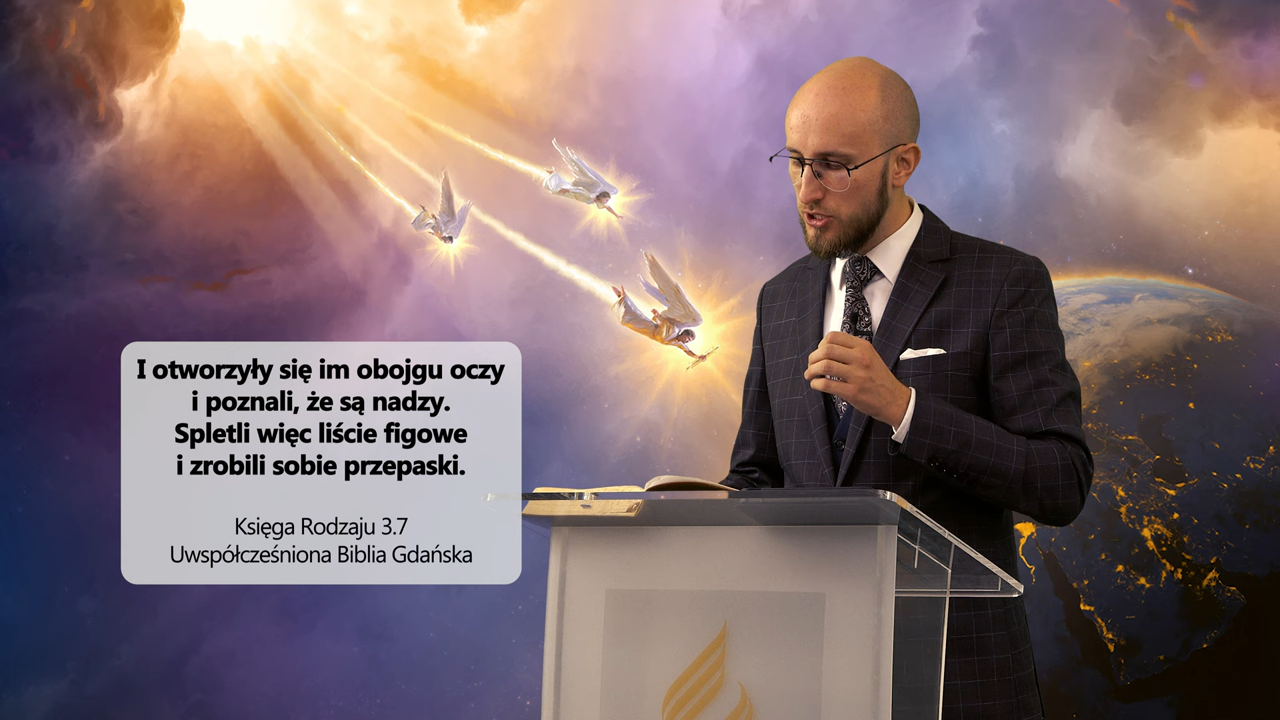 I otworzyły się im obojgu oczy
i poznali, że są nadzy.
Spletli więc liście figowe
i zrobili sobie przepaski.
Księga Rodzaju 3.7
Uwspółcześniona Biblia Gdańska